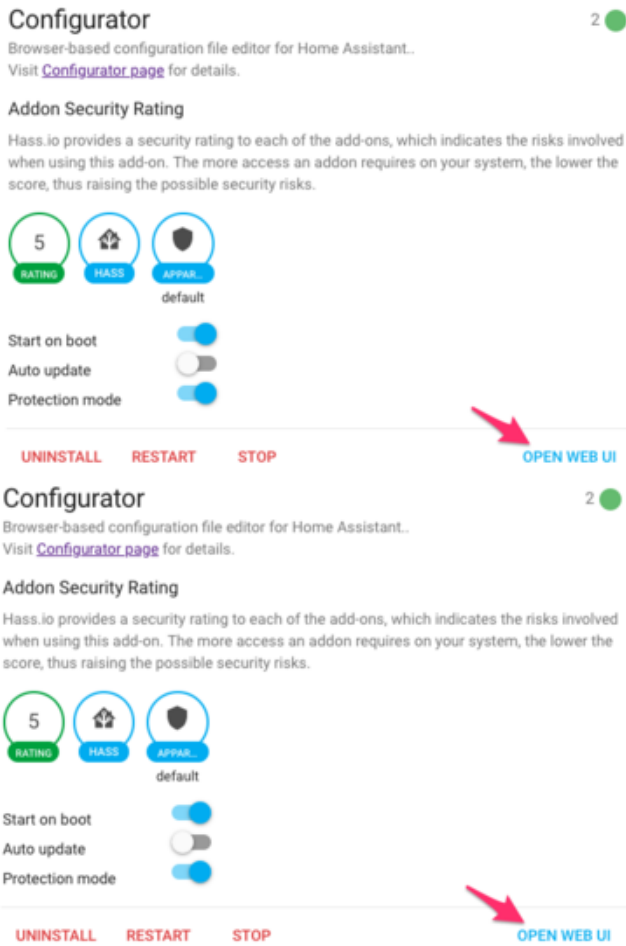 Configurator 2
Browser-based configuration file editor for Home Assistant..
Visit Configurator page for details.
Addon Security Rating
Hass.io provides a security rating to each of the add-ons, which indicates the risks involved
when using this add-on. The more access an addon requires on your system, the lower the
score, thus raising the possible security risks.
5
RATING HASS APPAR...
default
Start on boot
Auto update
Protection mode
UNINSTALL RESTART STOP OPEN WEB UI
Configurator 2
Browser-based configuration file editor for Home Assistant..
Visit Configurator page for details.
Addon Security Rating
Hass.io provides a security rating to each of the add-ons, which indicates the risks involved
when using this add-on. The more access an addon requires on your system, the lower the
score, thus raising the possible security risks.
5
RATING HASS APPAR...
default
Start on boot
Auto update
Protection mode
UNINSTALL RESTART STOP OPEN WEB UI